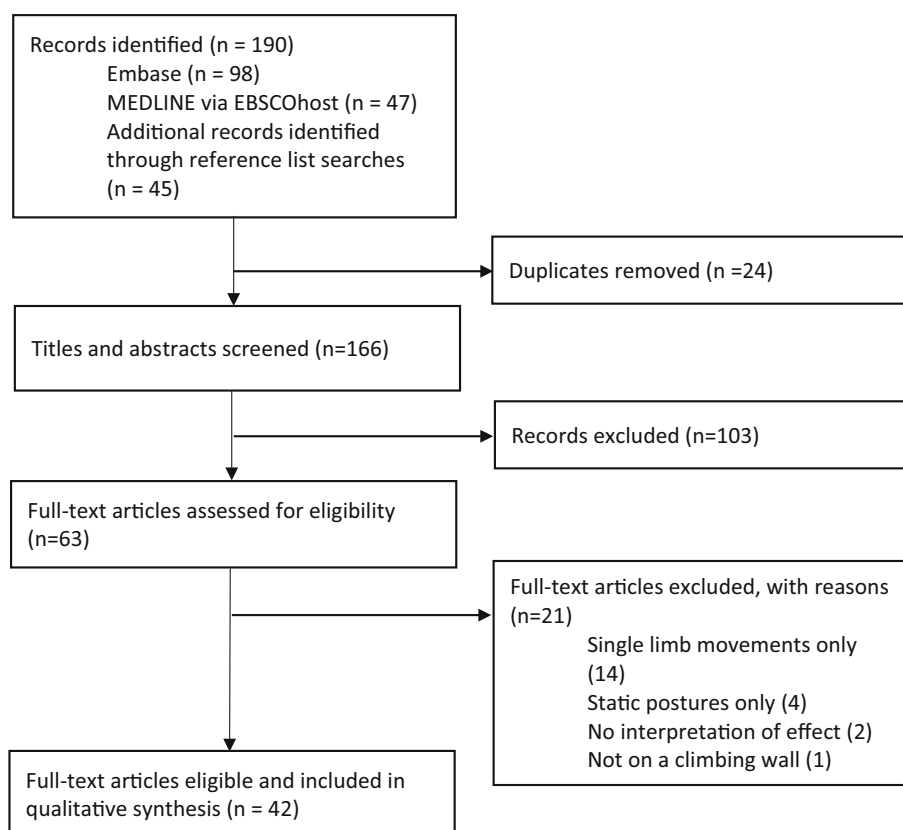 Records identified (n = 190)
Embase (n = 98)
MEDLINE via EBSCOhost (n = 47)
Additional records identified
through reference list searches
(n = 45)
Duplicates removed (n =24)
Titles and abstracts screened (n=166)
Records excluded (n=103)
Full-text articles assessed for eligibility
(n=63)
Full-text articles excluded, with reasons
(n=21)
Single limb movements only
(14)
Static postures only (4)
No interpretation of effect (2)
Not on a climbing wall (1)
Full-text articles eligible and included in
qualitative synthesis (n = 42)